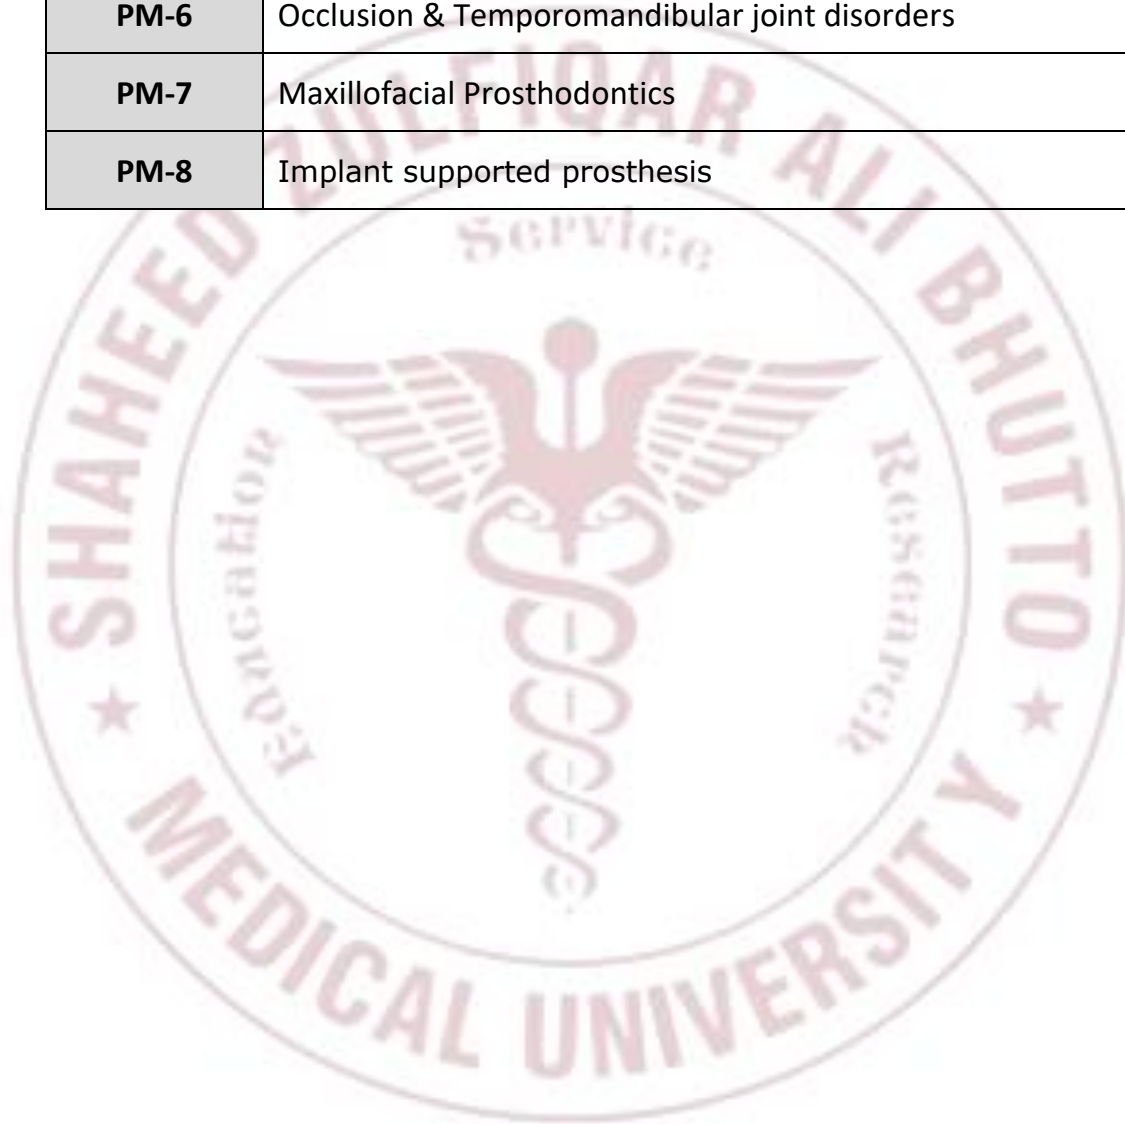 PM-6 Occlusion & Temporomandibular joint disorders
PM-7 Maxillofacial Prosthodontics
PM-8 Implant supported prosthesis
SHAHEED ZULFIQAR ALI BHUTTO
Service
Education
Research
★ MEDICAL UNIVERSITY ★